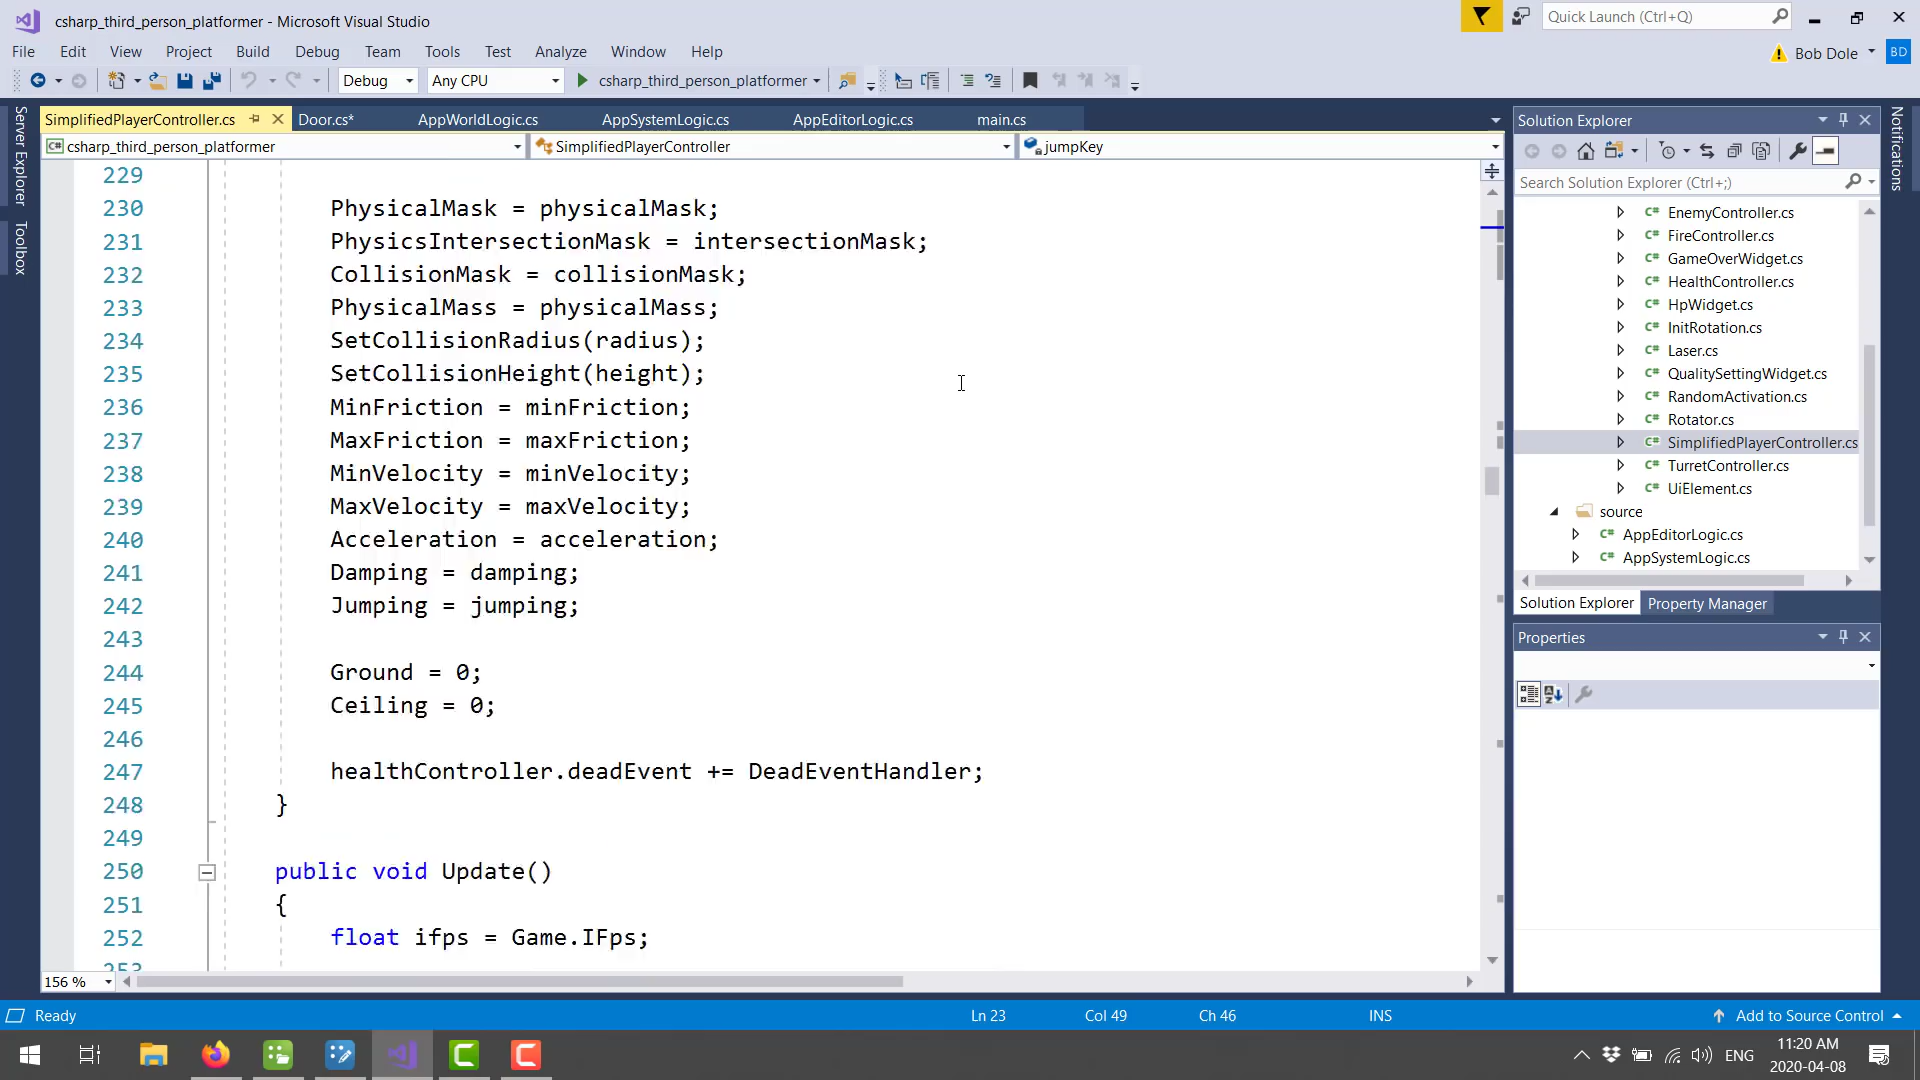 csharp_third_person_platformer - Microsoft Visual Studio
Quick Launch (Ctrl+Q)
File Edit View Project Build Debug Team Tools Test Analyze Window Help
Bob Dole BD
Debug Any CPU csharp_third_person_platformer
SimplifiedPlayerController.cs Door.cs* AppWorldLogic.cs AppSystemLogic.cs AppEditorLogic.cs main.cs
csharp_third_person_platformer SimplifiedPlayerController jumpKey
Server Explorer
Toolbox
229
230 PhysicalMask = physicalMask;
231 PhysicsIntersectionMask = intersectionMask;
232 CollisionMask = collisionMask;
233 PhysicalMass = physicalMass;
234 SetCollisionRadius(radius);
235 SetCollisionHeight(height);
236 MinFriction = minFriction;
237 MaxFriction = maxFriction;
238 MinVelocity = minVelocity;
239 MaxVelocity = maxVelocity;
240 Acceleration = acceleration;
241 Damping = damping;
242 Jumping = jumping;
243
244 Ground = 0;
245 Ceiling = 0;
246
247 healthController.deadEvent += DeadEventHandler;
248 }
249
250 public void Update()
251 {
252 float ifps = Game.IFps;
253
156 %
Solution Explorer
Search Solution Explorer (Ctrl+;)
C# EnemyController.cs
C# FireController.cs
C# GameOverWidget.cs
C# HealthController.cs
C# HpWidget.cs
C# InitRotation.cs
C# Laser.cs
C# QualitySettingWidget.cs
C# RandomActivation.cs
C# Rotator.cs
C# SimplifiedPlayerController.cs
C# TurretController.cs
C# UiElement.cs
source
C# AppEditorLogic.cs
C# AppSystemLogic.cs
Solution Explorer Property Manager
Properties
Notifications
Ready Ln 23 Col 49 Ch 46 INS Add to Source Control
ENG
11:20 AM
2020-04-08